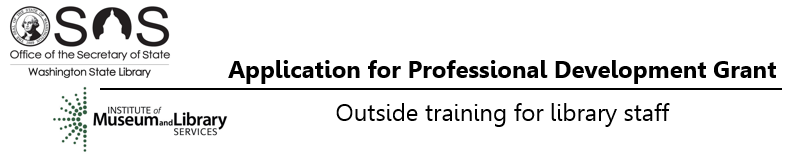 SOS
Office of the Secretary of State
Washington State Library
Application for Professional Development Grant
INSTITUTE of
Museum and Library
SERVICES
Outside training for library staff